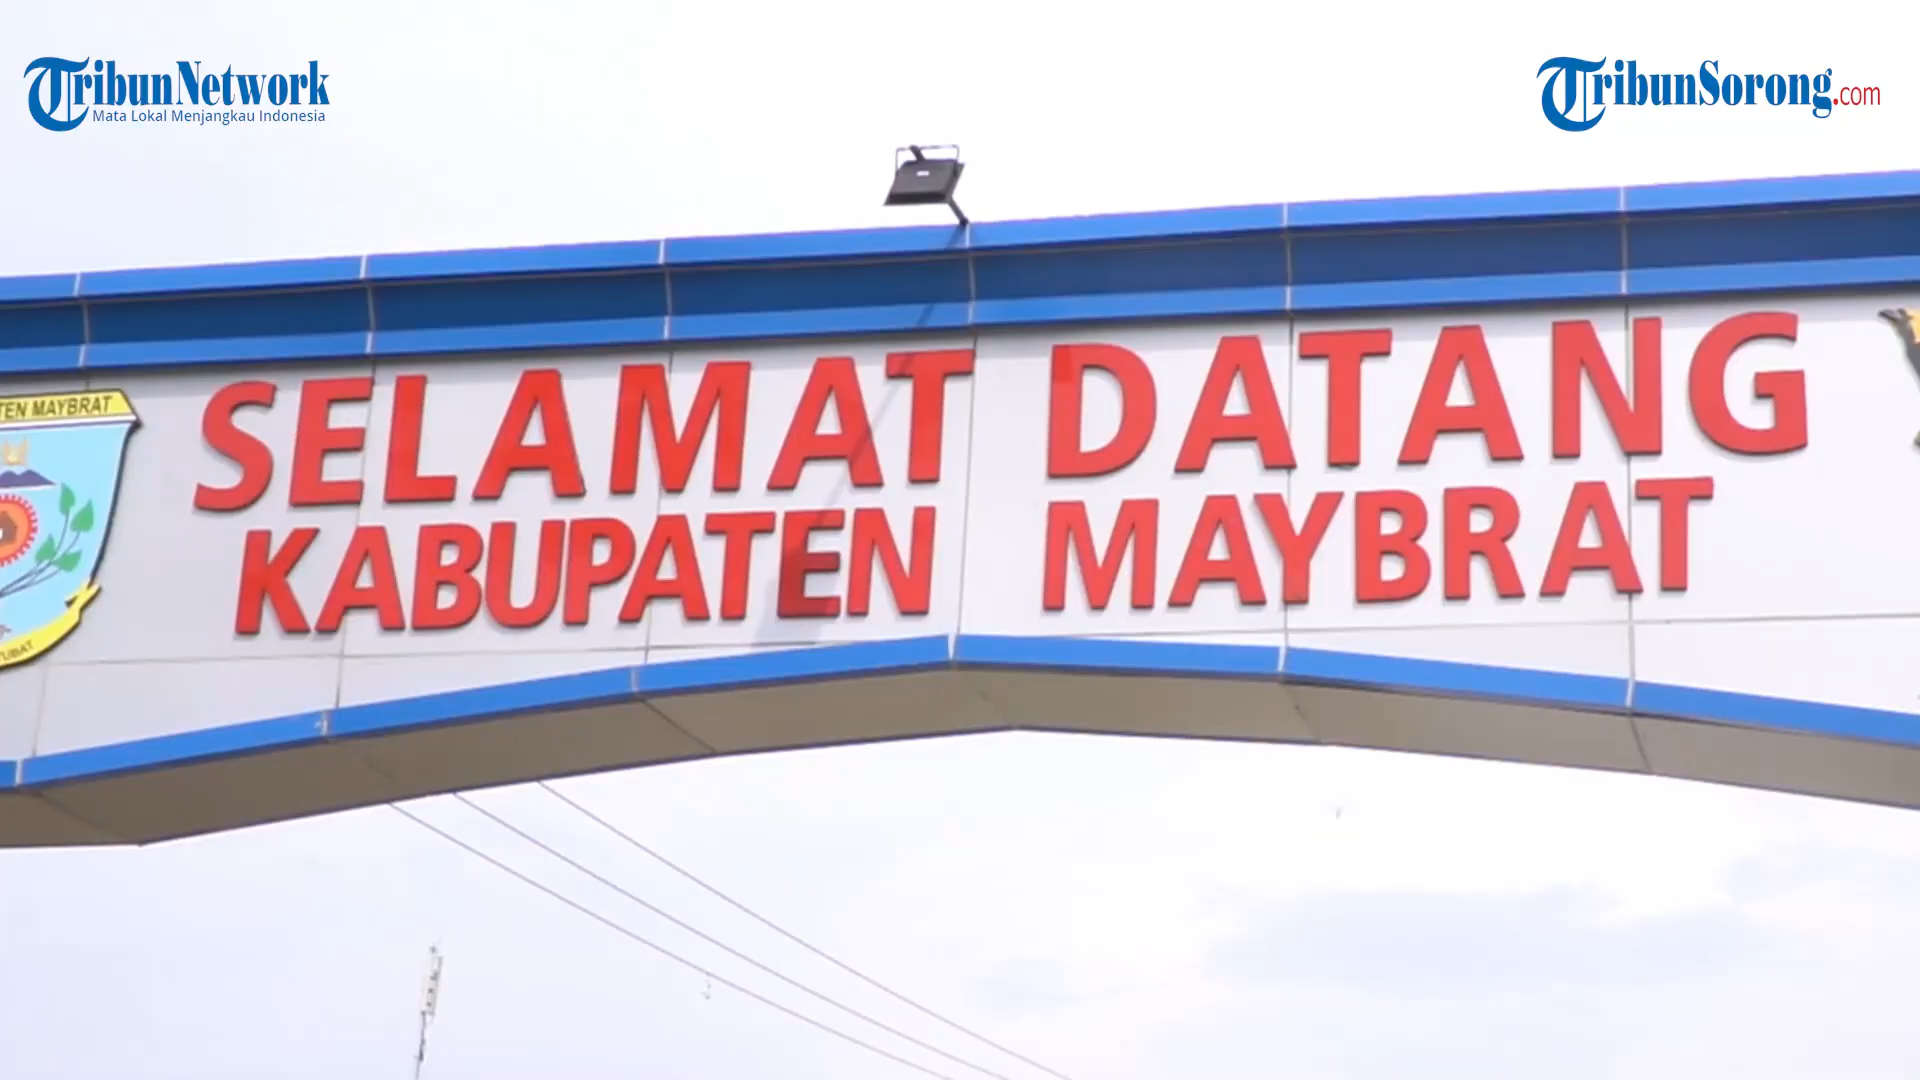 TribunNetwork
Mata Lokal Menjangkau Indonesia
TribunSorong.com
SELAMAT DATANG
KABUPATEN MAYBRAT
TEN MAYBRAT